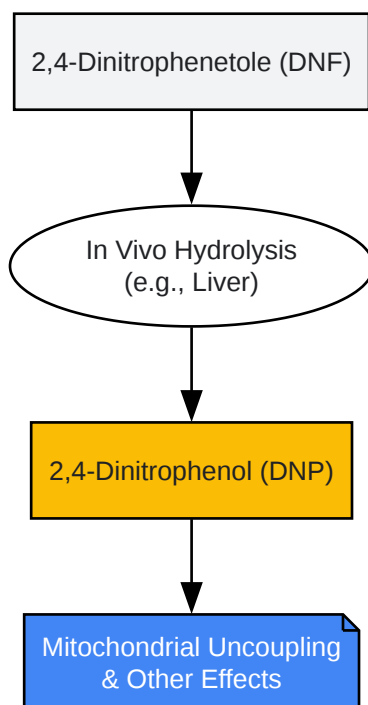 2,4-Dinitrophenetole (DNF)
In Vivo Hydrolysis
(e.g., Liver)
2,4-Dinitrophenol (DNP)
Mitochondrial Uncoupling
& Other Effects